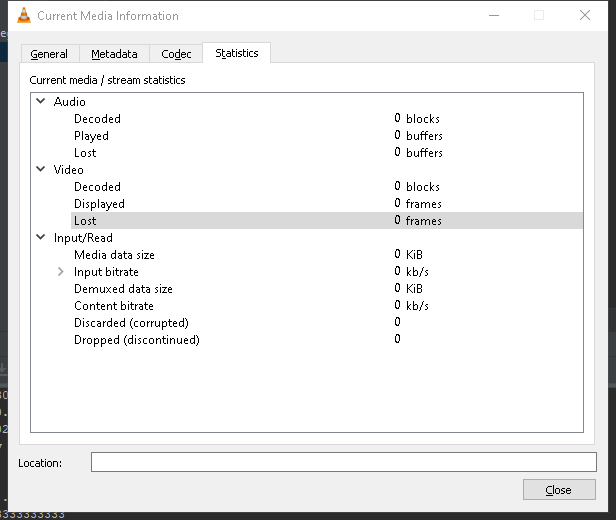 Current Media Information
General Metadata Codec Statistics
Current media / stream statistics
Audio
Decoded 0 blocks
Played 0 buffers
Lost 0 buffers
Video
Decoded 0 blocks
Displayed 0 frames
Lost 0 frames
Input/Read
Media data size 0 KiB
Input bitrate 0 kb/s
Demuxed data size 0 KiB
Content bitrate 0 kb/s
Discarded (corrupted) 0
Dropped (discontinued) 0
Location:
Close